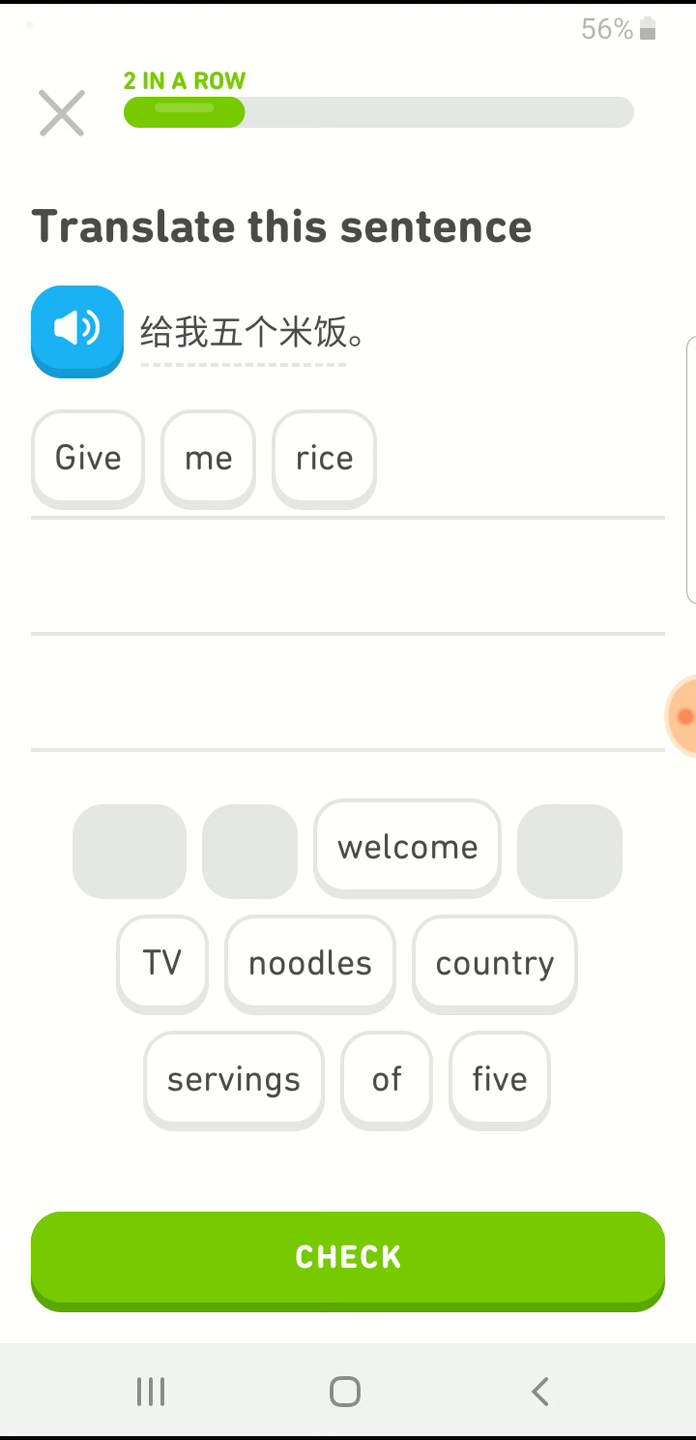 56%
2 IN A ROW
Translate this sentence
给我五个米饭。
Give me rice
welcome
TV noodles country
servings of five
CHECK